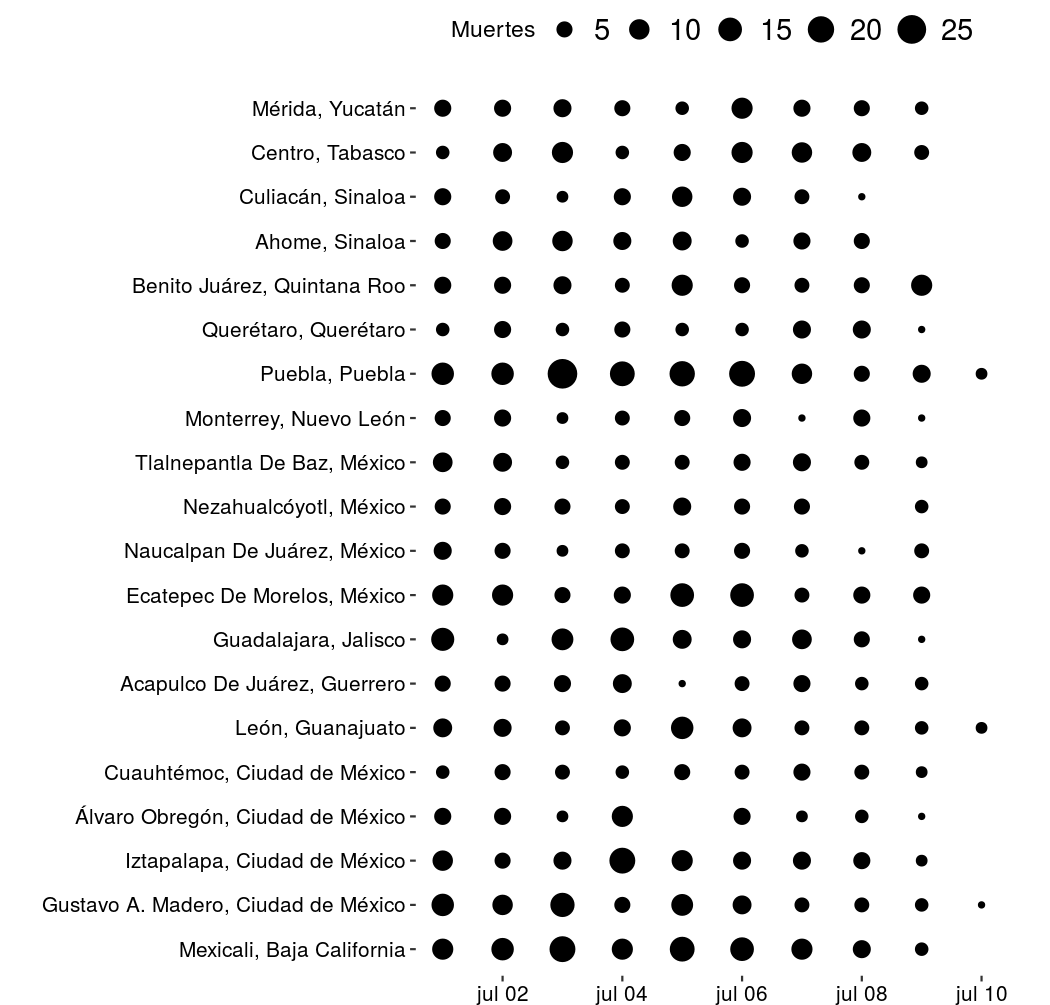 Muertes 5 10 15 20 25
Mérida, Yucatán
Centro, Tabasco
Culiacán, Sinaloa
Ahome, Sinaloa
Benito Juárez, Quintana Roo
Querétaro, Querétaro
Puebla, Puebla
Monterrey, Nuevo León
Tlalnepantla De Baz, México
Nezahualcóyotl, México
Naucalpan De Juárez, México
Ecatepec De Morelos, México
Guadalajara, Jalisco
Acapulco De Juárez, Guerrero
León, Guanajuato
Cuauhtémoc, Ciudad de México
Álvaro Obregón, Ciudad de México
Iztapalapa, Ciudad de México
Gustavo A. Madero, Ciudad de México
Mexicali, Baja California
jul 02 jul 04 jul 06 jul 08 jul 10